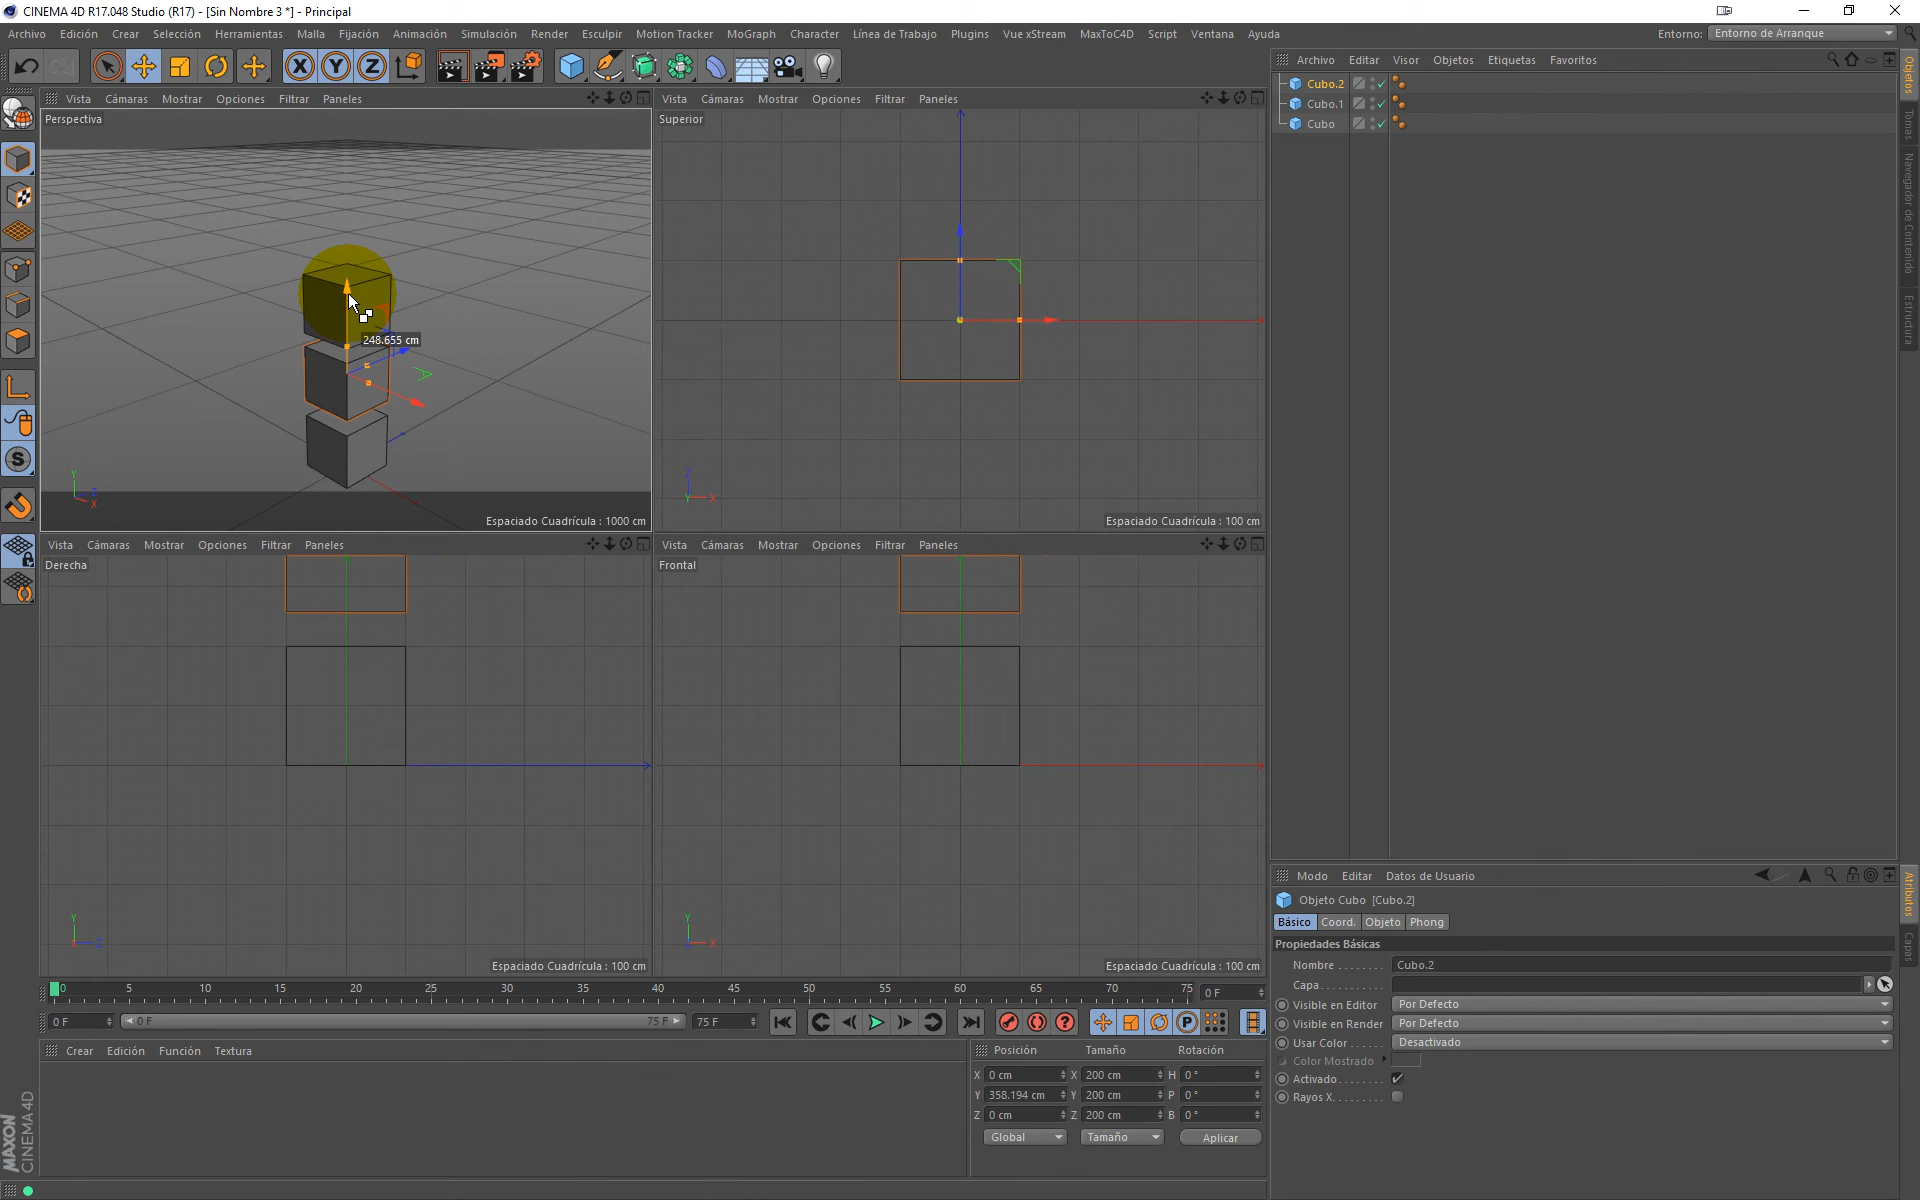 CINEMA 4D R17.048 Studio (R17) - [Sin Nombre 3 *] - Principal
Archivo Edición Crear Selección Herramientas Malla Fijación Animación Simulación Render Esculpir Motion Tracker MoGraph Character Línea de Trabajo Plugins Vue xStream MaxToC4D Script Ventana Ayuda Entorno: Entorno de Arranque
X Y Z
Archivo Editar Visor Objetos Etiquetas Favoritos
Vista Cámaras Mostrar Opciones Filtrar Paneles
Perspectiva
248.655 cm
Y Z X
Espaciado Cuadrícula : 1000 cm
Vista Cámaras Mostrar Opciones Filtrar Paneles
Superior
Z Y X
Espaciado Cuadrícula : 100 cm
Cubo.2
Cubo.1
Cubo
Objetos
Tomas
Navegador de Contenido
Estructura
S
Vista Cámaras Mostrar Opciones Filtrar Paneles
Derecha
Y X Z
Espaciado Cuadrícula : 100 cm
Vista Cámaras Mostrar Opciones Filtrar Paneles
Frontal
Y Z X
Espaciado Cuadrícula : 100 cm
Modo Editar Datos de Usuario
Objeto Cubo [Cubo.2]
Básico Coord. Objeto Phong
Propiedades Básicas
Nombre ........ Cubo.2
Capa...........
Visible en Editor Por Defecto
Visible en Render Por Defecto
Usar Color ...... Desactivado
Color Mostrado
Activado........
Rayos X.........
Atributos
Capas
0 5 10 15 20 25 30 35 40 45 50 55 60 65 70 75 0 F
0 F 0 F 75 F 75 F
P
Crear Edición Función Textura
Posición Tamaño Rotación
X 0 cm X 200 cm H 0 °
Y 358.194 cm Y 200 cm P 0 °
Z 0 cm Z 200 cm B 0 °
Global Tamaño Aplicar
MAXON
CINEMA 4D